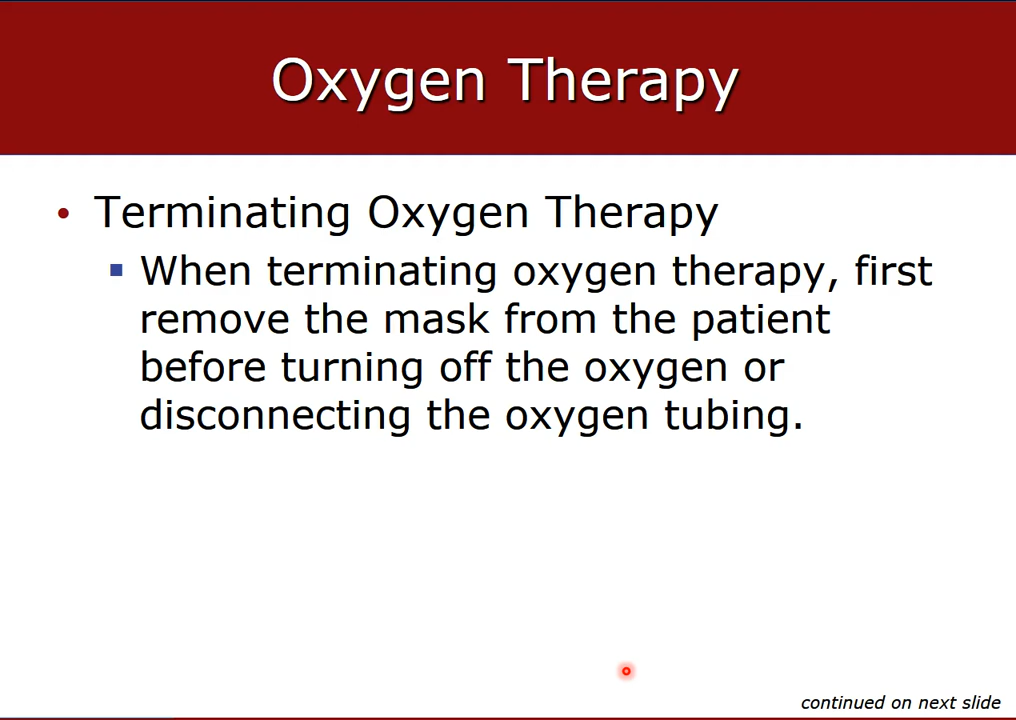 Oxygen Therapy
• Terminating Oxygen Therapy
▪ When terminating oxygen therapy, first
remove the mask from the patient
before turning off the oxygen or
disconnecting the oxygen tubing.
continued on next slide